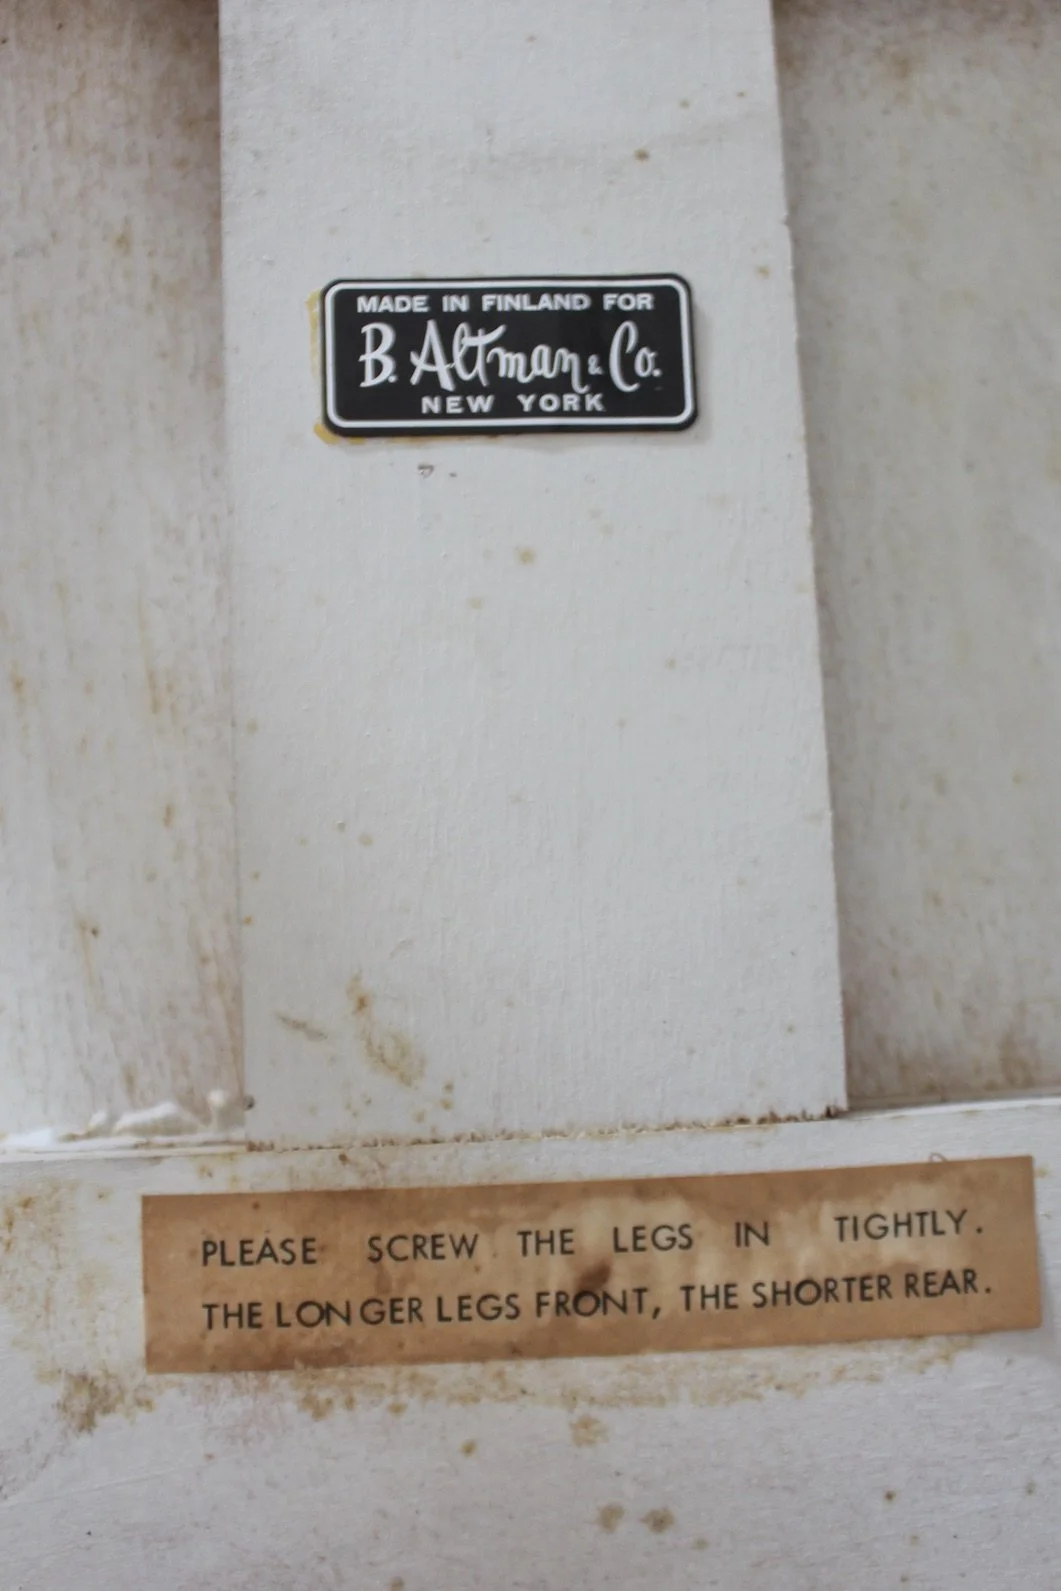 MADE IN FINLAND FOR
B. Altman & Co.
NEW YORK
PLEASE SCREW THE LEGS IN TIGHTLY.
THE LONGER LEGS FRONT, THE SHORTER REAR.